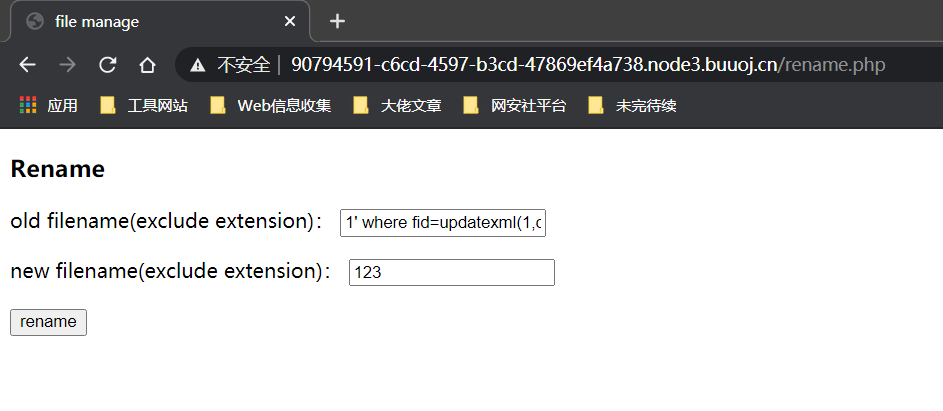 file manage
不安全 | 90794591-c6cd-4597-b3cd-47869ef4a738.node3.buuoj.cn/rename.php
应用 工具网站 Web信息收集 大佬文章 网安社平台 未完待续
Rename
old filename(exclude extension)： 1' where fid=updatexml(1,c
new filename(exclude extension)： 123
rename